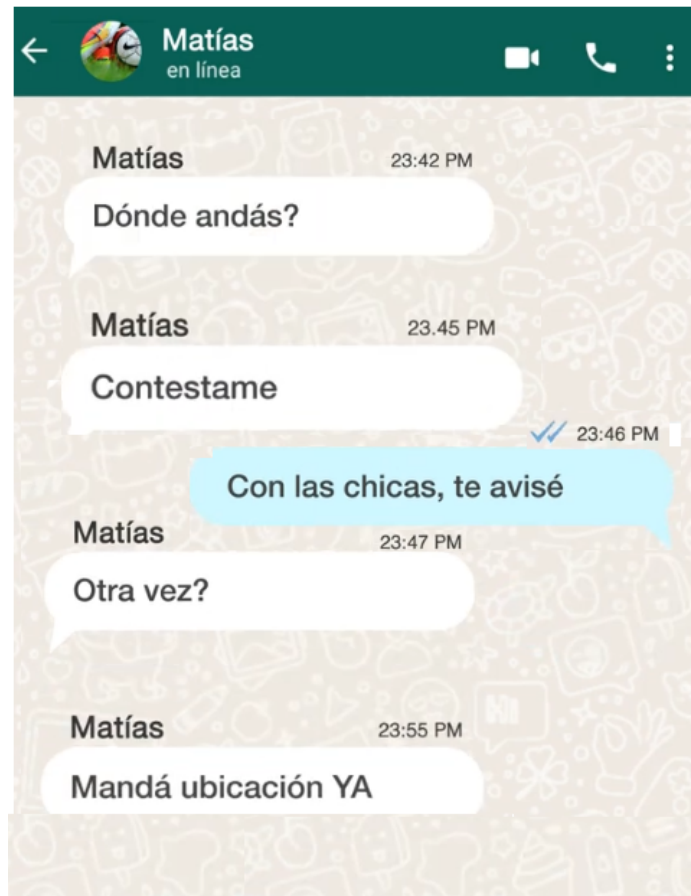 Matías
en línea
Matías 23:42 PM
Dónde andás?
Matías 23.45 PM
Contestame
23:46 PM
Con las chicas, te avisé
Matías 23:47 PM
Otra vez?
Matías 23:55 PM
Mandá ubicación YA